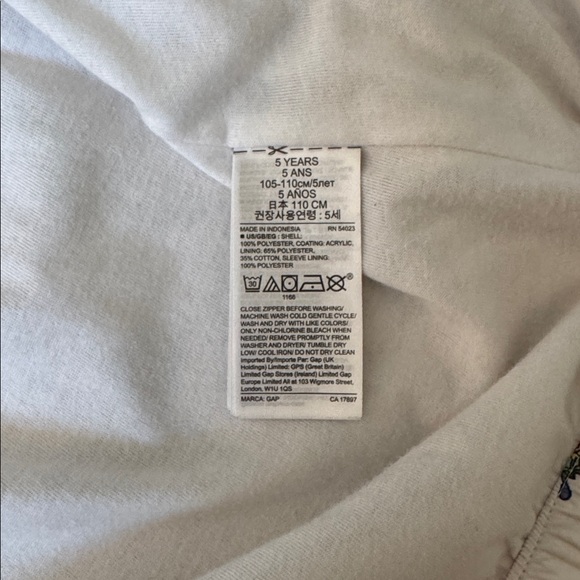 5 YEARS
5 ANS
105-110СМ/5ЛЕТ
5 AÑOS
日本 110 CM
권장사용연령 : 5세
MADE IN INDONESIA RN 54023
● US/GB/EG : SHELL:
100% POLYESTER, COATING: ACRYLIC,
LINING: 65% POLYESTER,
35% COTTON, SLEEVE LINING:
100% POLYESTER
30
®
1168
CLOSE ZIPPER BEFORE WASHING/
MACHINE WASH COLD GENTLE CYCLE/
WASH AND DRY WITH LIKE COLORS/
ONLY NON-CHLORINE BLEACH WHEN
NEEDED/ REMOVE PROMPTLY FROM
WASHER AND DRYER/ TUMBLE DRY
LOW/ COOL IRON/ DO NOT DRY CLEAN
Imported by/Importe Par: Gap (UK
Holdings) Limited: GPS (Great Britain)
Limited Gap Stores (Ireland) Limited Gap
Europe Limited All at 103 Wigmore Street,
London, W1U 1QS
MARCA: GAP CA 17897